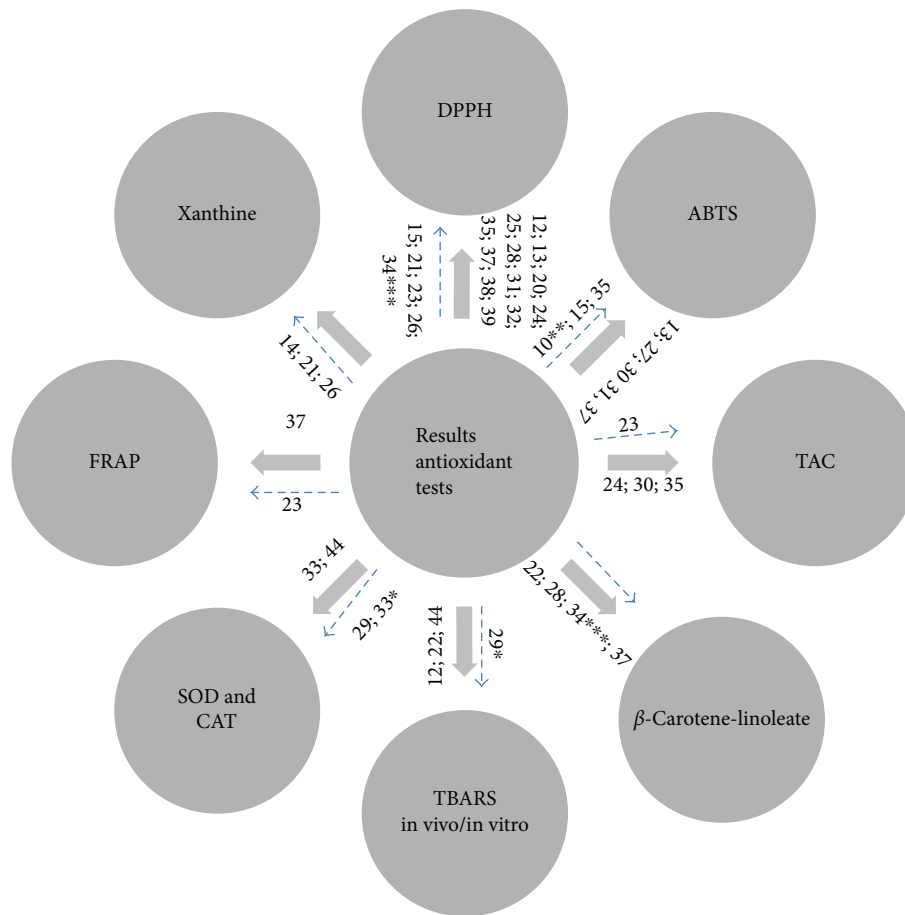 DPPH
Xanthine
ABTS
15; 21; 23; 26;
34***
12; 13; 20; 24;
25; 28; 31; 32;
35; 37; 38; 39
10**; 15; 35
13; 27; 30 31, 37
14; 21; 26
37
FRAP
23
Results
antioxidant
tests
23
TAC
24; 30; 35
33; 44
29; 33*
12; 22; 44
29*
22; 28; 34***; 37
SOD and
CAT
β-Carotene-linoleate
TBARS
in vivo/in vitro